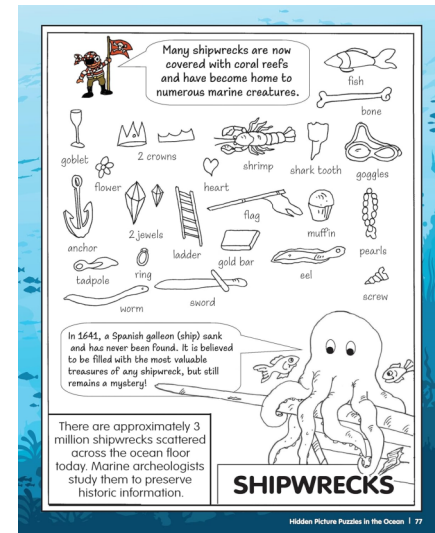 Many shipwrecks are now
covered with coral reefs
and have become home to
numerous marine creatures.
fish
bone
goblet
2 crowns
shrimp
shark tooth
goggles
flower
heart
flag
muffin
anchor
2 jewels
ladder
gold bar
pearls
tadpole
ring
eel
sword
screw
worm
In 1641, a Spanish galleon (ship) sank
and has never been found. It is believed
to be filled with the most valuable
treasures of any shipwreck, but still
remains a mystery!
There are approximately 3
million shipwrecks scattered
across the ocean floor
today. Marine archeologists
study them to preserve
historic information.
SHIPWRECKS
Hidden Picture Puzzles in the Ocean | 77